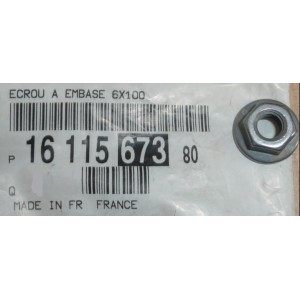 ECROU A EMBASE 6X100
P 16 115 673 80
Q
MADE IN FR FRANCE